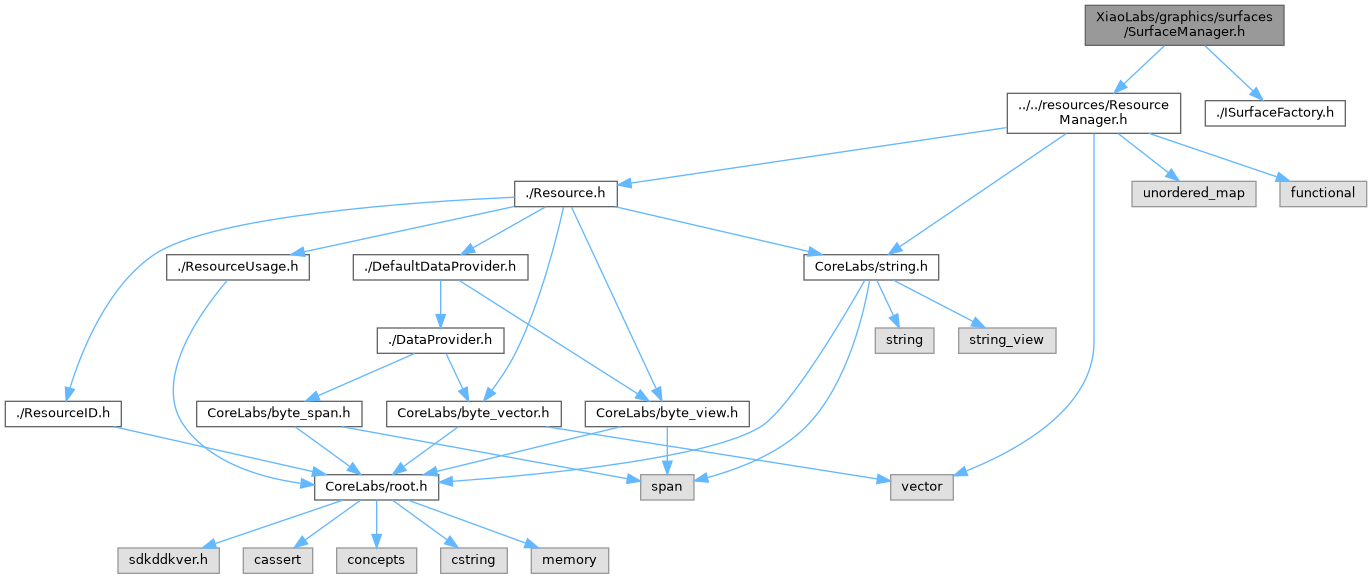 XiaoLabs/graphics/surfaces
/SurfaceManager.h
../../resources/Resource
Manager.h
./ISurfaceFactory.h
./Resource.h
unordered_map
functional
./ResourceUsage.h
./DefaultDataProvider.h
CoreLabs/string.h
./DataProvider.h
string
string_view
./ResourceID.h
CoreLabs/byte_span.h
CoreLabs/byte_vector.h
CoreLabs/byte_view.h
CoreLabs/root.h
span
vector
sdkddkver.h
cassert
concepts
cstring
memory